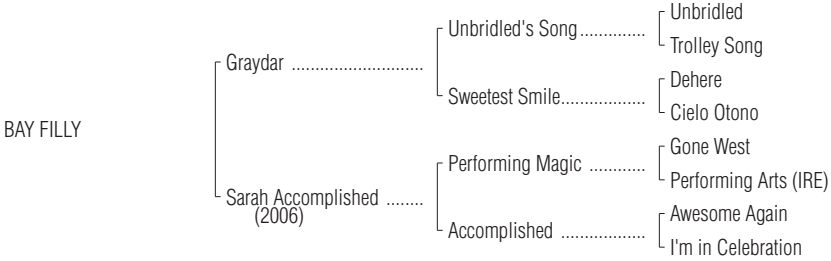 Unbridled
Unbridled's Song..............
Trolley Song
Graydar ............................
Dehere
Sweetest Smile..................
Cielo Otono
BAY FILLY
Gone West
Performing Magic ............
Performing Arts (IRE)
Sarah Accomplished ........
(2006)
Awesome Again
Accomplished ..................
I'm in Celebration